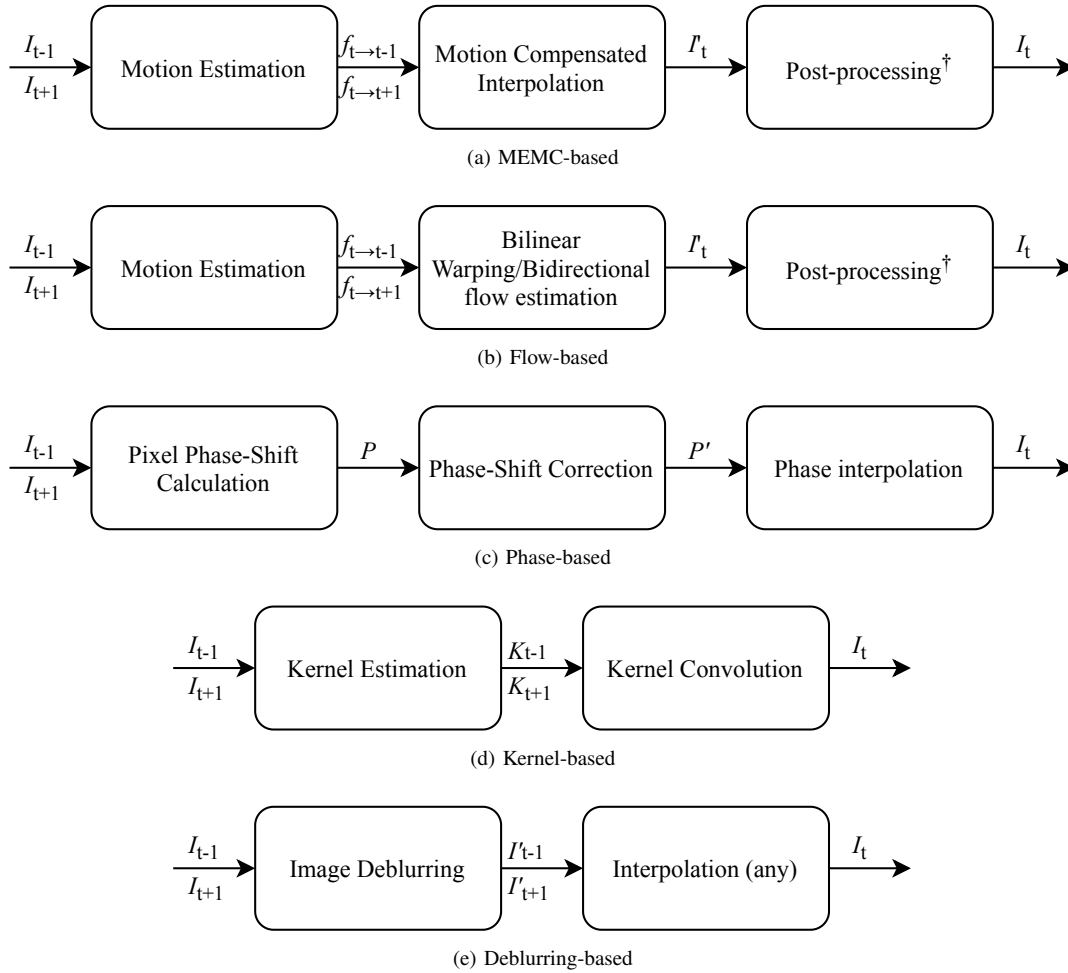 I_t-1
I_t+1
Motion Estimation
f_t→t-1
f_t→t+1
Motion Compensated
Interpolation
I'_t
Post-processing†
I_t
(a) MEMC-based
I_t-1
I_t+1
Motion Estimation
f_t→t-1
f_t→t+1
Bilinear
Warping/Bidirectional
flow estimation
I'_t
Post-processing†
I_t
(b) Flow-based
I_t-1
I_t+1
Pixel Phase-Shift
Calculation
P
Phase-Shift Correction
P'
Phase interpolation
I_t
(c) Phase-based
I_t-1
I_t+1
Kernel Estimation
K_t-1
K_t+1
Kernel Convolution
I_t
(d) Kernel-based
I_t-1
I_t+1
Image Deblurring
I'_t-1
I'_t+1
Interpolation (any)
I_t
(e) Deblurring-based